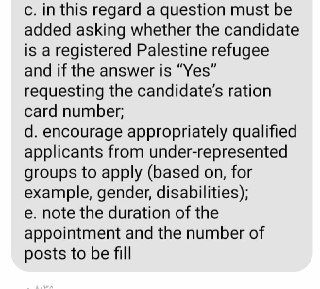 c. in this regard a question must be
added asking whether the candidate
is a registered Palestine refugee
and if the answer is “Yes”
requesting the candidate’s ration
card number;
d. encourage appropriately qualified
applicants from under-represented
groups to apply (based on, for
example, gender, disabilities);
e. note the duration of the
appointment and the number of
posts to be fill